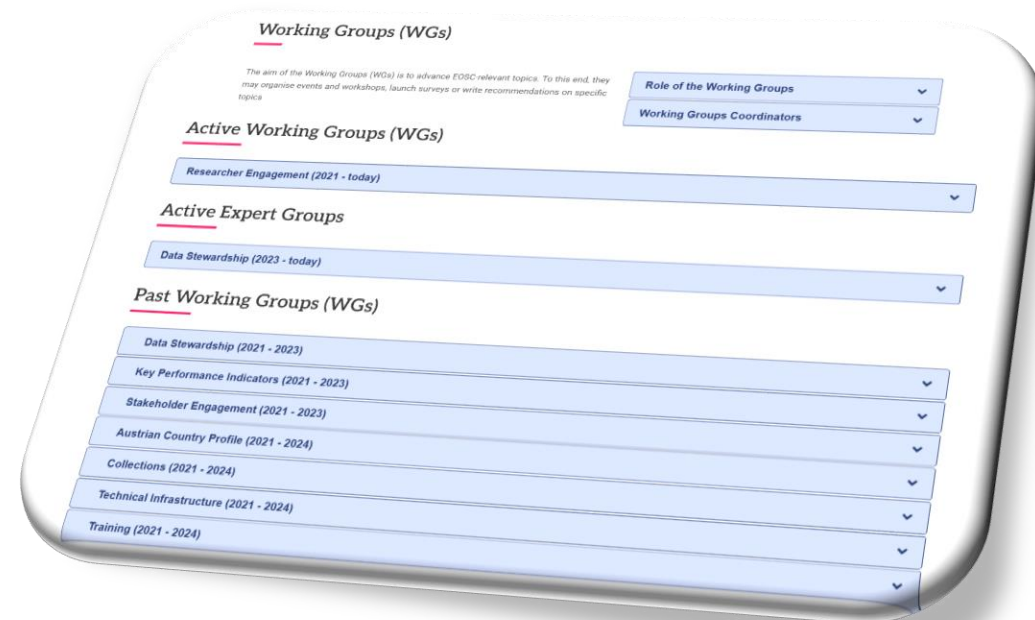 Working Groups (WGs)
The aim of the Working Groups (WGs) is to advance EOSC-relevant topics. To this end, they
may organise events and workshops, launch surveys or write recommendations on specific
topics
Role of the Working Groups
Working Groups Coordinators
Active Working Groups (WGs)
Researcher Engagement (2021 - today)
Active Expert Groups
Data Stewardship (2023 - today)
Past Working Groups (WGs)
Data Stewardship (2021 - 2023)
Key Performance Indicators (2021 - 2023)
Stakeholder Engagement (2021 - 2023)
Austrian Country Profile (2021 - 2024)
Collections (2021 - 2024)
Technical Infrastructure (2021 - 2024)
Training (2021 - 2024)